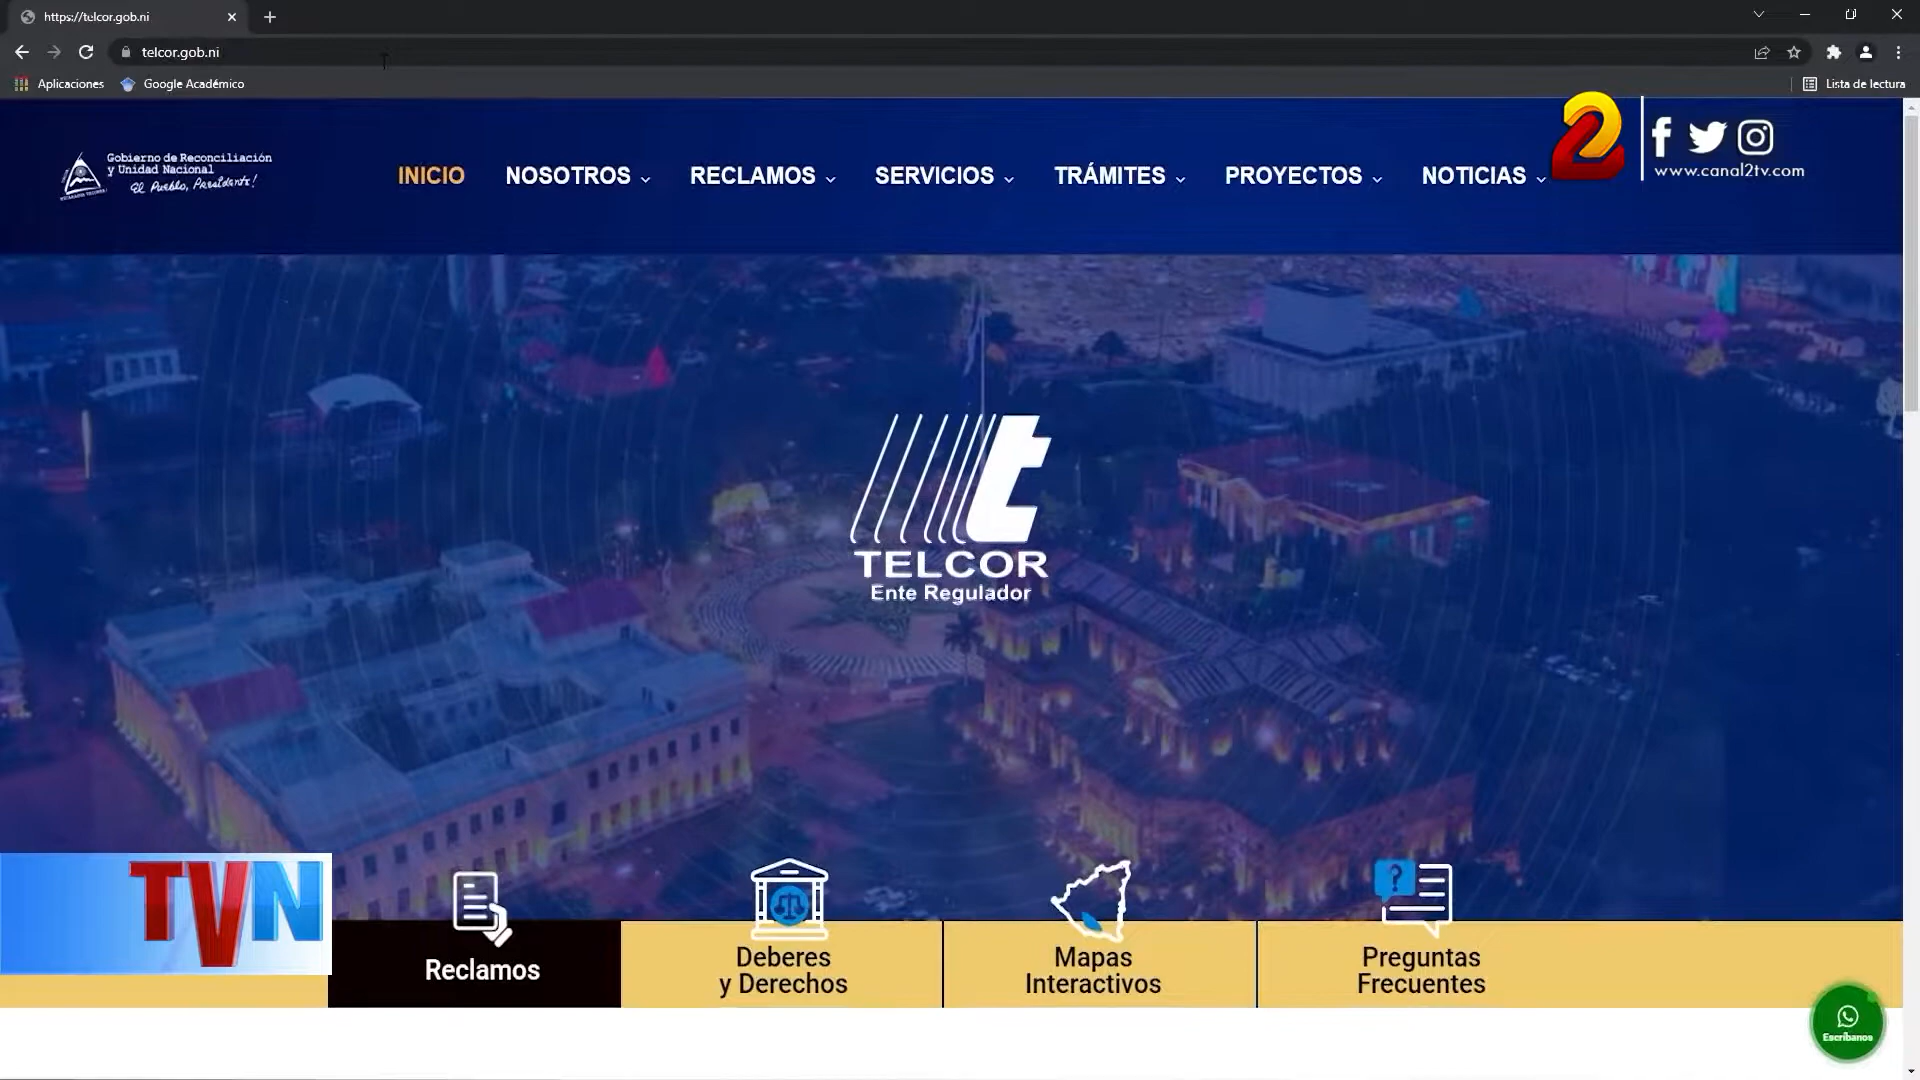 https://telcor.gob.ni
telcor.gob.ni
Aplicaciones
Google Académico
Lista de lectura
Gobierno de Reconciliación
y Unidad Nacional
El Pueblo, Presidente!
INICIO
NOSOTROS
RECLAMOS
SERVICIOS
TRÁMITES
PROYECTOS
NOTICIAS
2
www.canal2tv.com
t
TELCOR
Ente Regulador
TVN
Reclamos
Deberes
y Derechos
Mapas
Interactivos
?
Preguntas
Frecuentes
Escríbanos